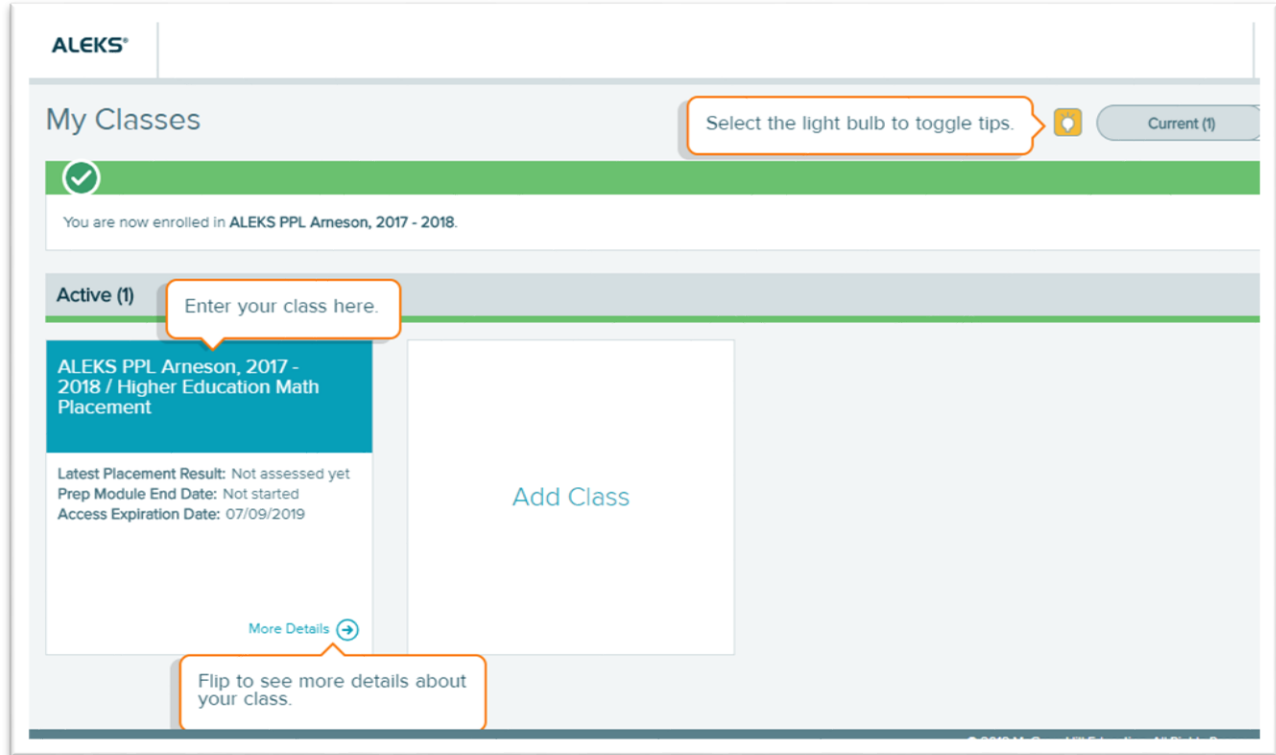 ALEKS®
My Classes
Select the light bulb to toggle tips.
Current (1)
You are now enrolled in ALEKS PPL Arneson, 2017 - 2018.
Active (1)
Enter your class here.
ALEKS PPL Arneson, 2017 -
2018 / Higher Education Math
Placement
Latest Placement Result: Not assessed yet
Prep Module End Date: Not started
Access Expiration Date: 07/09/2019
Add Class
More Details
Flip to see more details about
your class.